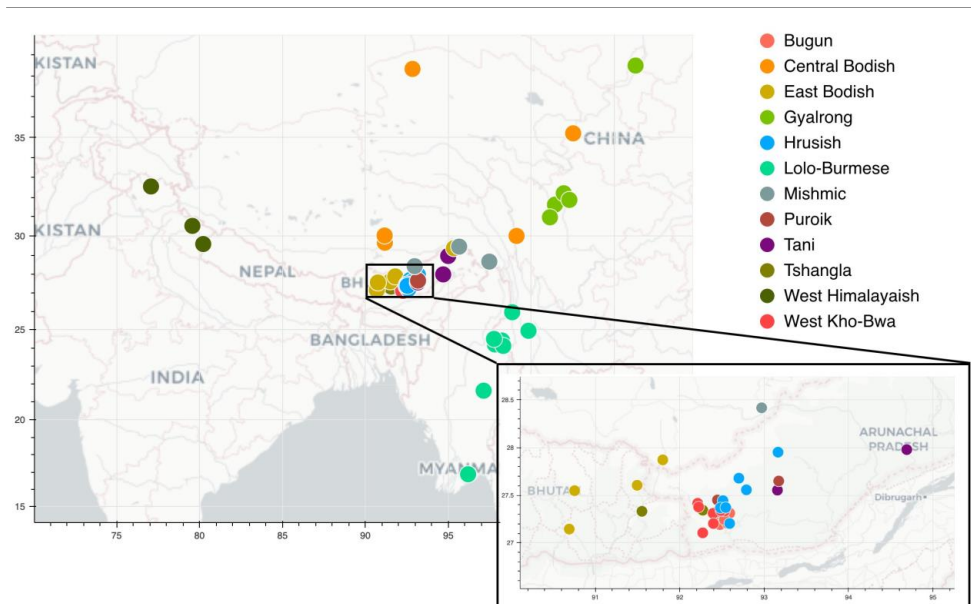 Bugun
Central Bodish
East Bodish
Gyalrong
Hrusish
Lolo-Burmese
Mishmic
Puroik
Tani
Tshangla
West Himalayaish
West Kho-Bwa
KISTAN
CHINA
KISTAN
NEPAL
BH
BANGLADESH
INDIA
MYANMA
35
30
25
20
15
75
80
85
90
95
ARUNACHAL
PRADESH
BHUTA
Dibrugarh
28.5
28
27.5
27
91
92
93
94
95